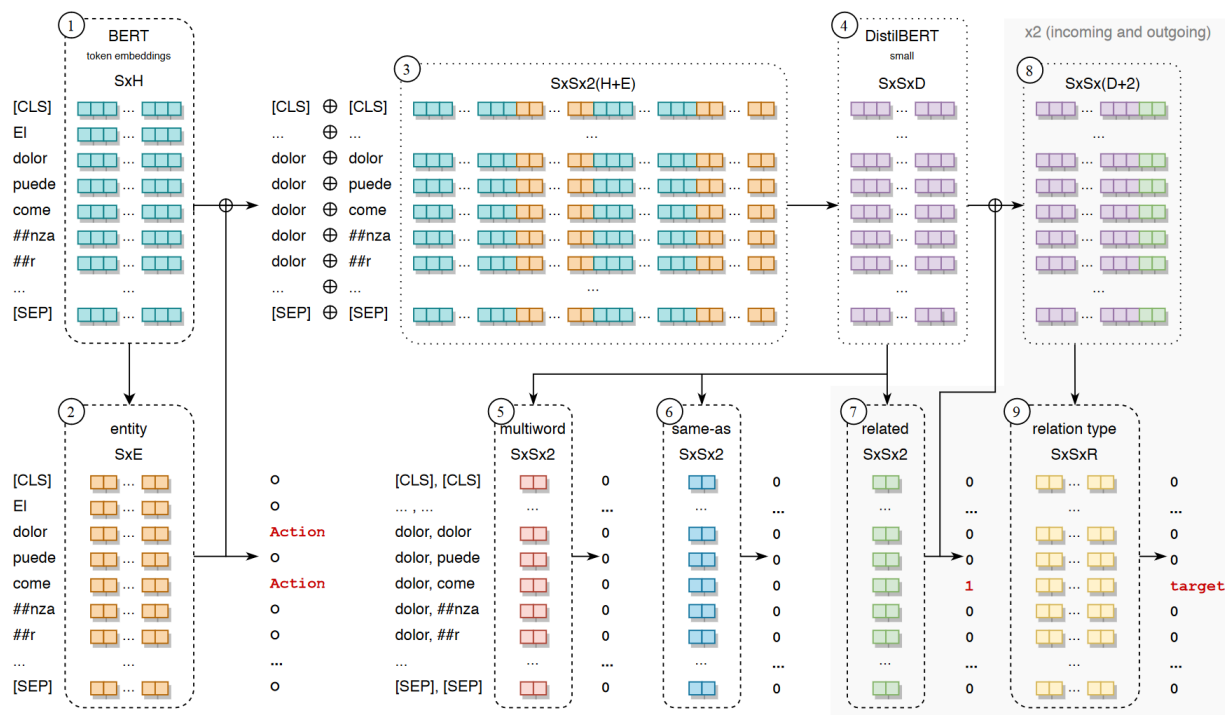 1
BERT
token embeddings
SxH
[CLS]
El
dolor
puede
come
##nza
##r
...
[SEP]
3
SxSx2(H+E)
[CLS] ⊕ [CLS]
... ⊕ ...
dolor ⊕ dolor
dolor ⊕ puede
dolor ⊕ come
dolor ⊕ ##nza
dolor ⊕ ##r
... ⊕ ...
[SEP] ⊕ [SEP]
4
DistilBERT
small
SxSxD
x2 (incoming and outgoing)
8
SxSx(D+2)
2
entity
SxE
[CLS] O
El O
dolor Action
puede O
come Action
##nza O
##r O
... ...
[SEP] O
5
multiword
SxSx2
[CLS], [CLS] 0
... , ... ...
dolor, dolor 0
dolor, puede 0
dolor, come 0
dolor, ##nza 0
dolor, ##r 0
... ...
[SEP], [SEP] 0
6
same-as
SxSx2
0
...
0
0
0
0
0
...
0
7
related
SxSx2
0
...
0
0
1
0
0
...
0
9
relation type
SxSxR
0
...
0
0
target
0
0
...
0